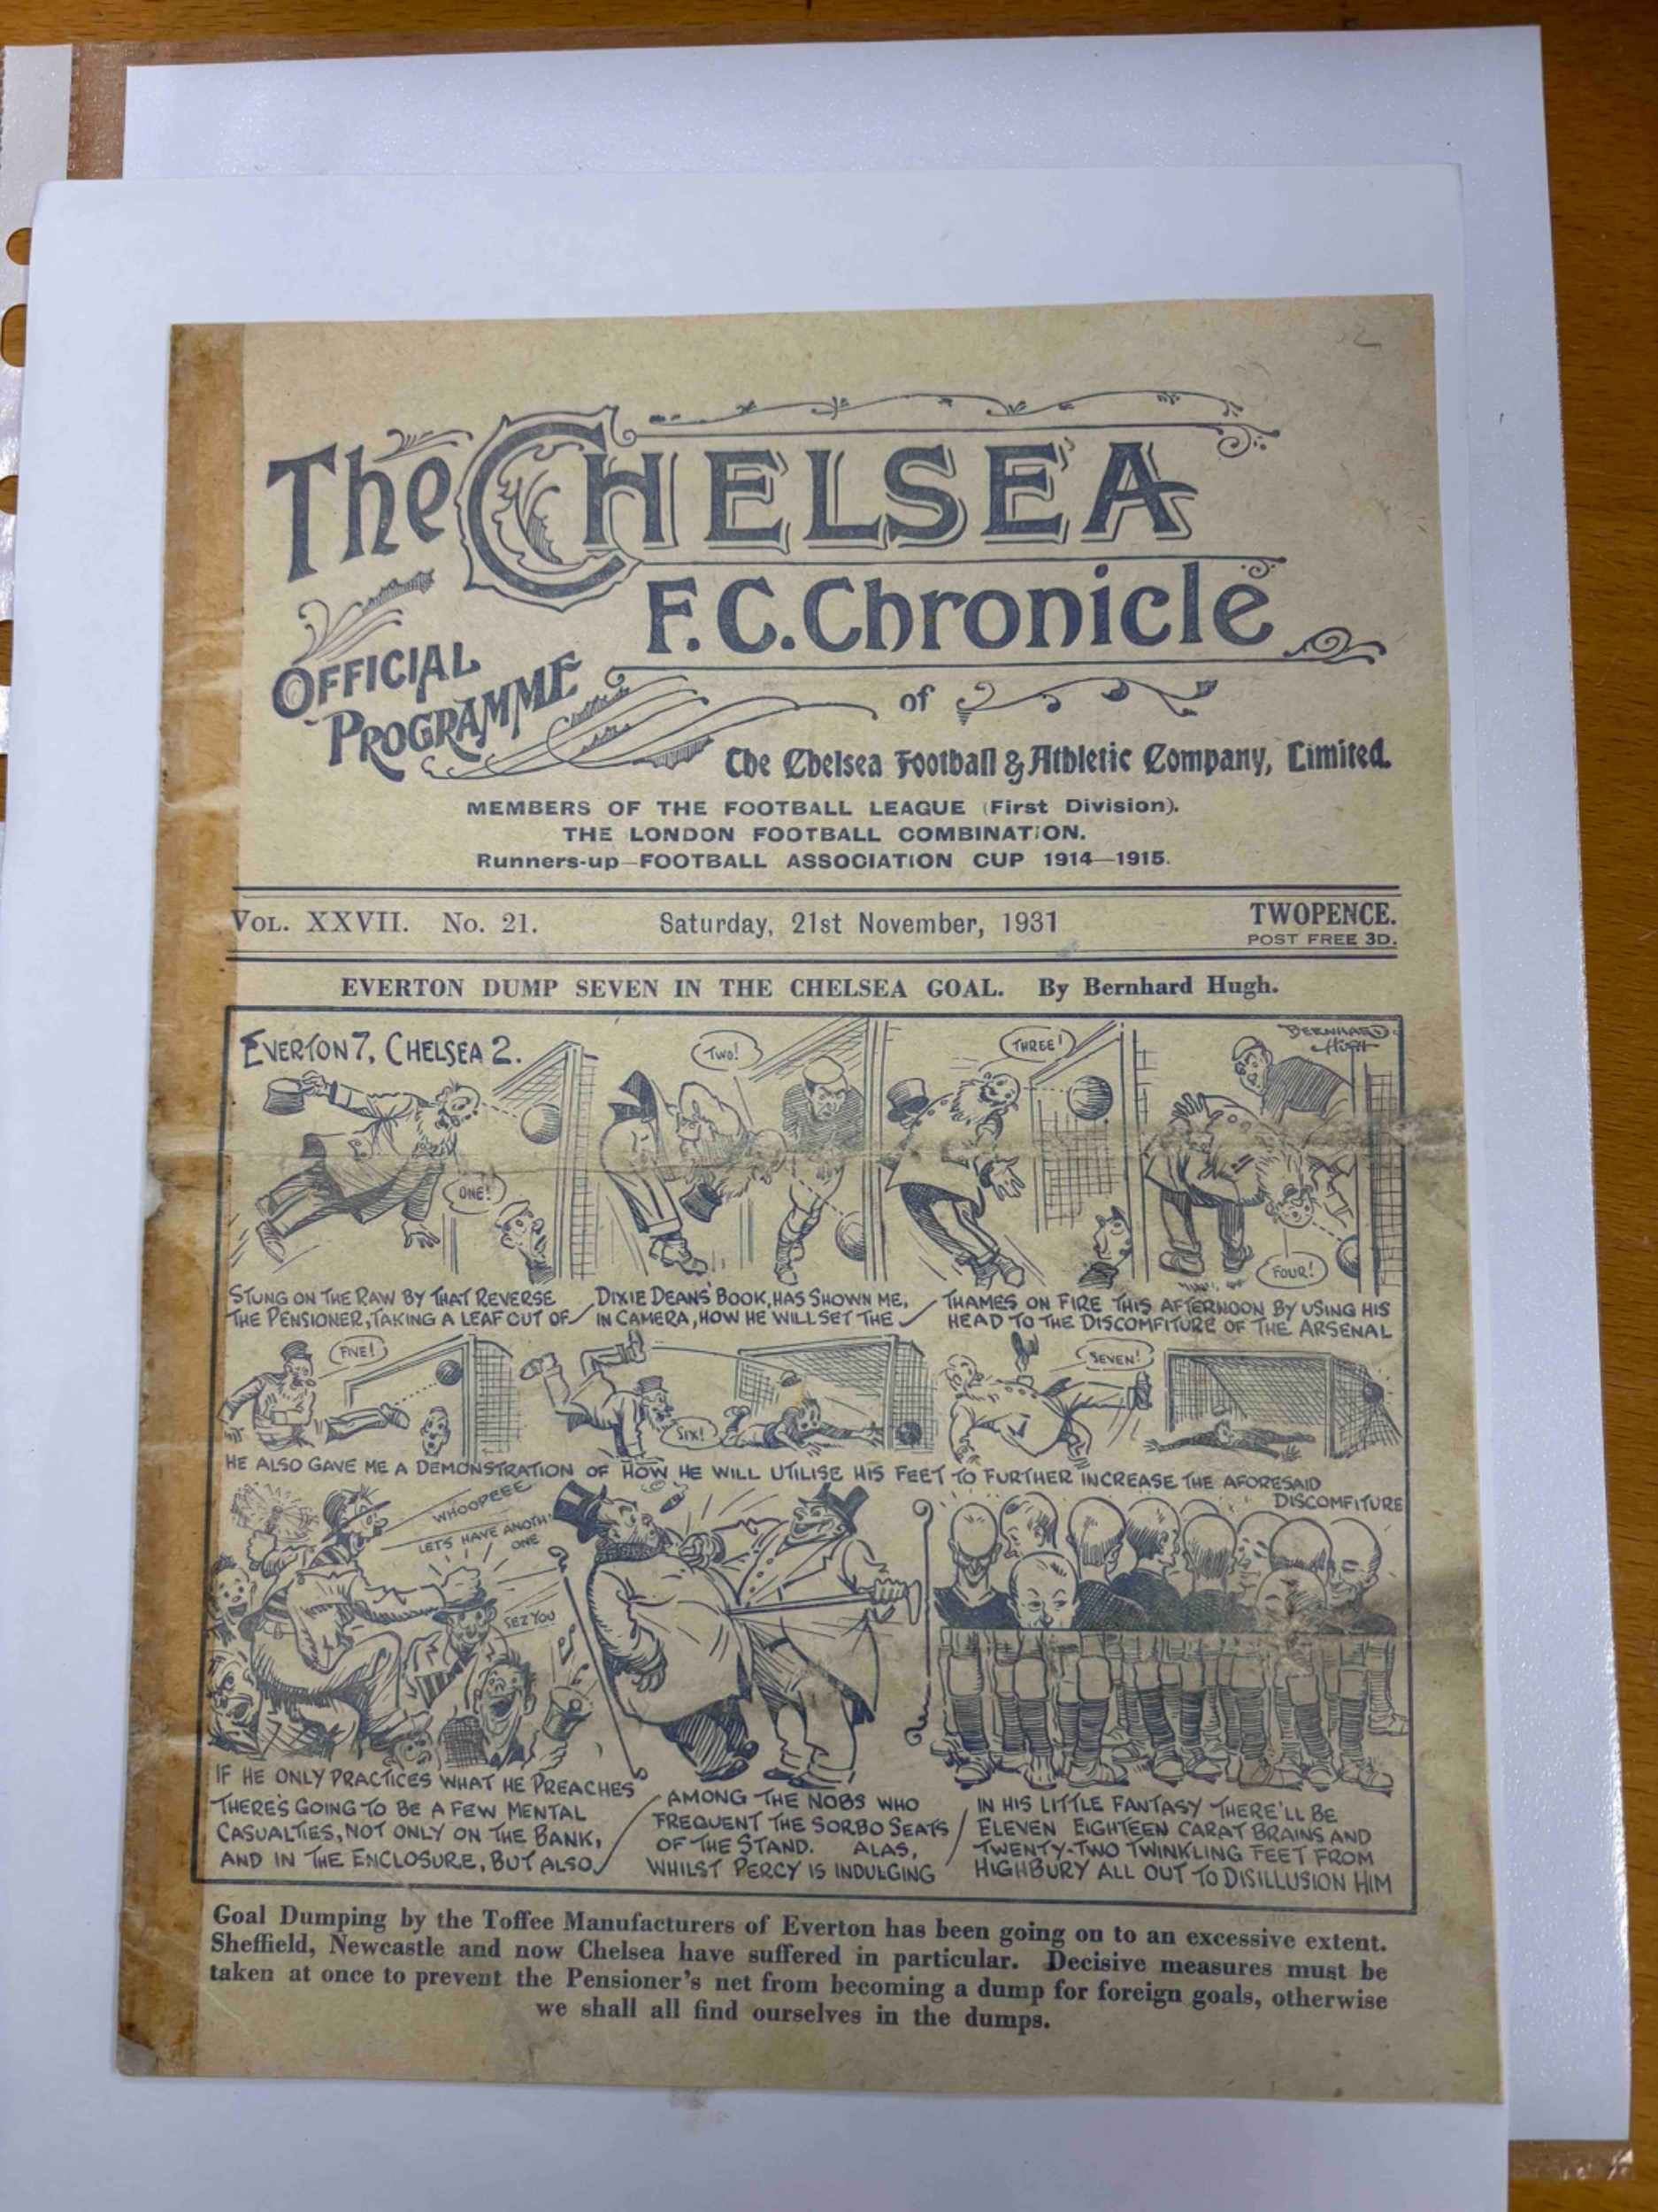 The CHELSEA
F.C. Chronicle
OFFICIAL
PROGRAMME
of
The Chelsea Football & Athletic Company, Limited.
MEMBERS OF THE FOOTBALL LEAGUE (First Division).
THE LONDON FOOTBALL COMBINATION.
Runners-up—FOOTBALL ASSOCIATION CUP 1914—1915.
VOL. XXVII. No. 21. Saturday, 21st November, 1931 TWOPENCE.
POST FREE 3D.
EVERTON DUMP SEVEN IN THE CHELSEA GOAL. By Bernhard Hugh.
EVERTON 7, CHELSEA 2.
BERNHARD
HUGH
ONE!
TWO!
THREE!
FOUR!
STUNG ON THE RAW BY THAT REVERSE
THE PENSIONER, TAKING A LEAF OUT OF
DIXIE DEAN'S BOOK, HAS SHOWN ME,
IN CAMERA, HOW HE WILL SET THE
THAMES ON FIRE THIS AFTERNOON BY USING HIS
HEAD TO THE DISCOMFITURE OF THE ARSENAL
FIVE!
SIX!
SEVEN!
HE ALSO GAVE ME A DEMONSTRATION OF HOW HE WILL UTILISE HIS FEET TO FURTHER INCREASE THE AFORESAID
DISCOMFITURE
WHOOPEEE
LET'S HAVE ANOTH
ONE
SEZ YOU
IF HE ONLY PRACTICES WHAT HE PREACHES
THERE'S GOING TO BE A FEW MENTAL
CASUALTIES, NOT ONLY ON THE BANK,
AND IN THE ENCLOSURE, BUT ALSO
AMONG THE NOBS WHO
FREQUENT THE SORBO SEATS
OF THE STAND. ALAS,
WHILST PERCY IS INDULGING
IN HIS LITTLE FANTASY THERE'LL BE
ELEVEN EIGHTEEN CARAT BRAINS AND
TWENTY-TWO TWINKLING FEET FROM
HIGHBURY ALL OUT TO DISILLUSION HIM
Goal Dumping by the Toffee Manufacturers of Everton has been going on to an excessive extent.
Sheffield, Newcastle and now Chelsea have suffered in particular. Decisive measures must be
taken at once to prevent the Pensioner's net from becoming a dump for foreign goals, otherwise
we shall all find ourselves in the dumps.